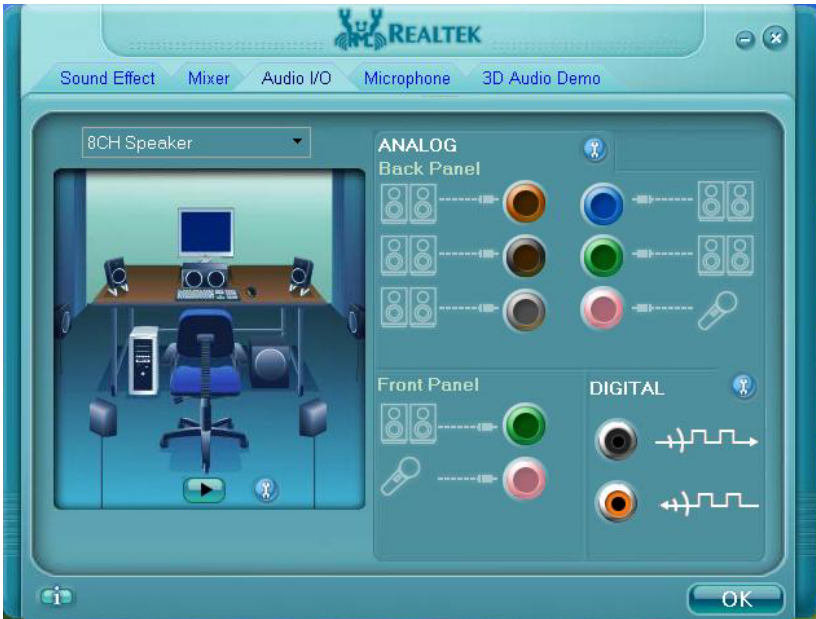 REALTEK
Sound Effect
Mixer
Audio I/O
Microphone
3D Audio Demo
8CH Speaker
ANALOG
Back Panel
Front Panel
DIGITAL
i
OK